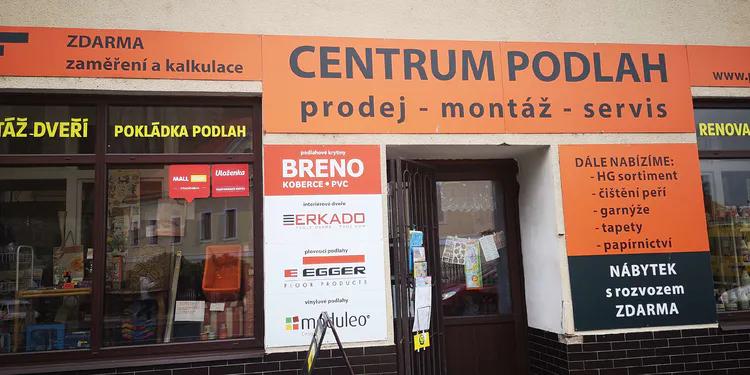 ZDARMA
zaměření a kalkulace
CENTRUM PODLAH
prodej - montáž - servis
www.
TÁŽ DVEŘÍ
POKLÁDKA PODLAH
RENOVA
MALL
Uloženka
podlahové krytiny
BRENO
KOBERCE + PVC
interiérové dveře
ERKADO
plovoucí podlahy
EGGER
FLOOR PRODUCTS
vinylové podlahy
moduleo
DÁLE NABÍZÍME:
- HG sortiment
- čištění peří
- garnýže
- tapety
- papírnictví
NÁBYTEK
s rozvozem
ZDARMA